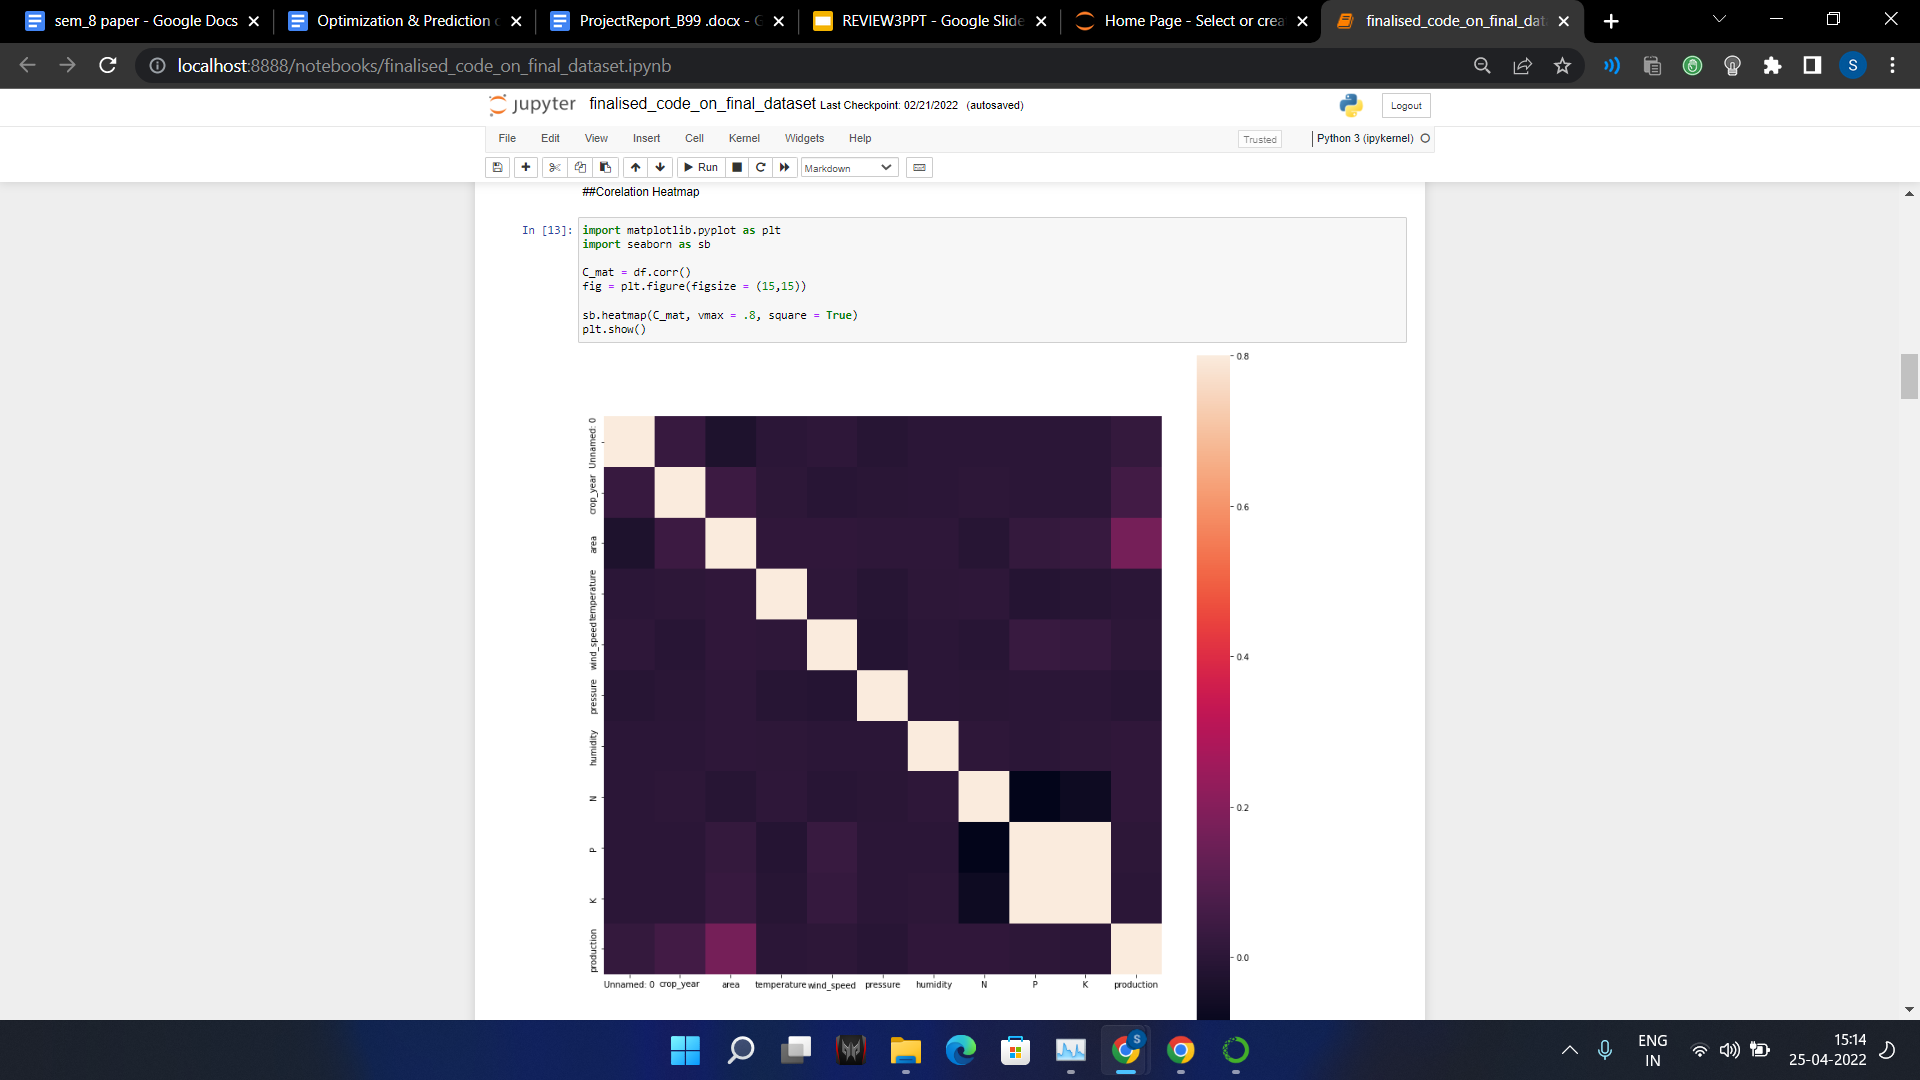 sem_8 paper - Google Docs
Optimization & Prediction
ProjectReport_B99 .docx - G
REVIEW3PPT - Google Slide
Home Page - Select or crea
finalised_code_on_final_dat
localhost:8888/notebooks/finalised_code_on_final_dataset.ipynb
S
jupyter finalised_code_on_final_dataset Last Checkpoint: 02/21/2022 (autosaved)
Logout
File Edit View Insert Cell Kernel Widgets Help
Trusted
Python 3 (ipykernel)
Run
Markdown
##Corelation Heatmap
In [13]:
import matplotlib.pyplot as plt
import seaborn as sb
C_mat = df.corr()
fig = plt.figure(figsize = (15,15))
sb.heatmap(C_mat, vmax = .8, square = True)
plt.show()
Unnamed: 0
crop_year
area
temperature
wind_speed
pressure
humidity
N
P
K
production
Unnamed: 0 crop_year area temperature wind_speed pressure humidity N P K production
0.8
0.6
0.4
0.2
0.0
S
ENG
IN
15:14
25-04-2022